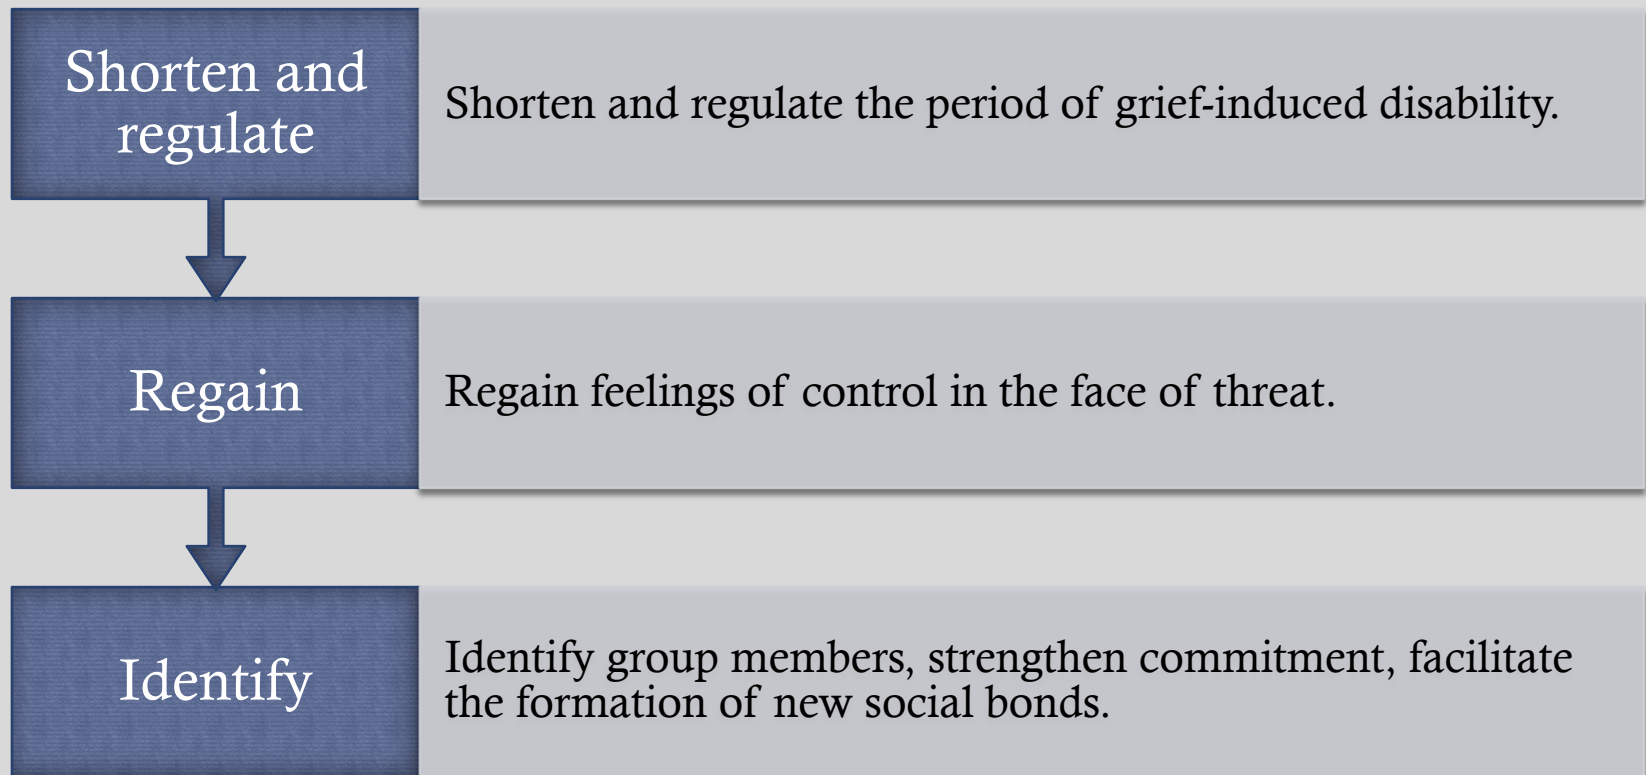 Shorten and
regulate
Shorten and regulate the period of grief-induced disability.
Regain
Regain feelings of control in the face of threat.
Identify
Identify group members, strengthen commitment, facilitate
the formation of new social bonds.